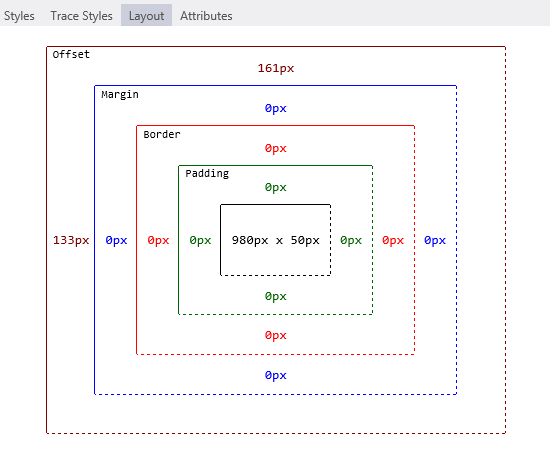 Styles Trace Styles Layout Attributes
Offset
161px
Margin
0px
Border
0px
Padding
0px
133px 0px 0px 0px 980px x 50px 0px 0px 0px
0px
0px
0px